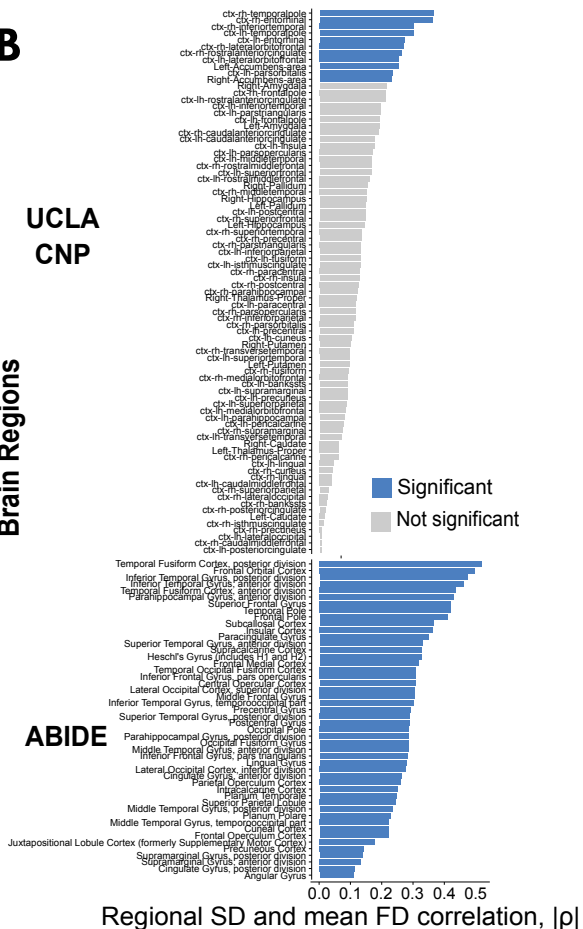 B
UCLA
CNP
Brain Regions
ctx-rh-temporalpole
ctx-rh-entorhinal
ctx-rh-inferiortemporal
ctx-lh-temporalpole
ctx-lh-entorhinal
ctx-rh-lateralorbitofrontal
ctx-rh-rostralanteriorcingulate
ctx-lh-lateralorbitofrontal
Left-Accumbens-area
ctx-lh-parsorbitalis
Right-Accumbens-area
Right-Amygdala
ctx-rh-frontalpole
ctx-lh-rostralanteriorcingulate
ctx-lh-inferiortemporal
ctx-lh-parstriangularis
ctx-lh-frontalpole
Left-Amygdala
ctx-rh-caudalanteriorcingulate
ctx-lh-caudalanteriorcingulate
ctx-lh-insula
ctx-lh-parsopercularis
ctx-lh-middletemporal
ctx-rh-rostralmiddlefrontal
ctx-lh-superiorfrontal
ctx-lh-rostralmiddlefrontal
Right-Pallidum
ctx-rh-middletemporal
Right-Hippocampus
Left-Pallidum
ctx-lh-postcentral
ctx-rh-superiorfrontal
Left-Hippocampus
ctx-rh-superiortemporal
ctx-rh-precentral
ctx-rh-parstriangularis
ctx-lh-inferiorparietal
ctx-lh-fusiform
ctx-lh-isthmuscingulate
ctx-rh-paracentral
ctx-rh-insula
ctx-rh-postcentral
ctx-rh-parahippocampal
Right-Thalamus-Proper
ctx-lh-paracentral
ctx-rh-parsopercularis
ctx-rh-inferiorparietal
ctx-rh-parsorbitalis
ctx-lh-precentral
ctx-lh-cuneus
Right-Putamen
ctx-rh-transversetemporal
ctx-lh-superiortemporal
Left-Putamen
ctx-rh-fusiform
ctx-rh-medialorbitofrontal
ctx-lh-bankssts
ctx-lh-supramarginal
ctx-lh-precuneus
ctx-lh-superiorparietal
ctx-lh-medialorbitofrontal
ctx-lh-parahippocampal
ctx-lh-pericalcarine
ctx-rh-supramarginal
ctx-lh-transversetemporal
Right-Caudate
Left-Thalamus-Proper
ctx-rh-pericalcarine
ctx-lh-lingual
ctx-rh-cuneus
ctx-rh-lingual
ctx-lh-caudalmiddlefrontal
ctx-rh-superiorparietal
ctx-rh-lateraloccipital
ctx-rh-bankssts
ctx-rh-posteriorcingulate
Left-Caudate
ctx-rh-isthmuscingulate
ctx-rh-precuneus
ctx-lh-lateraloccipital
ctx-rh-caudalmiddlefrontal
ctx-lh-posteriorcingulate
Significant
Not significant
ABIDE
Temporal Fusiform Cortex, posterior division
Frontal Orbital Cortex
Inferior Temporal Gyrus, posterior division
Inferior Temporal Gyrus, anterior division
Temporal Fusiform Cortex, anterior division
Parahippocampal Gyrus, anterior division
Superior Frontal Gyrus
Temporal Pole
Frontal Pole
Subcallosal Cortex
Insular Cortex
Paracingulate Gyrus
Superior Temporal Gyrus, anterior division
Supracalcarine Cortex
Heschl's Gyrus (includes H1 and H2)
Frontal Medial Cortex
Temporal Occipital Fusiform Cortex
Inferior Frontal Gyrus, pars opercularis
Central Opercular Cortex
Lateral Occipital Cortex, superior division
Middle Frontal Gyrus
Inferior Temporal Gyrus, temporooccipital part
Precentral Gyrus
Superior Temporal Gyrus, posterior division
Postcentral Gyrus
Occipital Pole
Parahippocampal Gyrus, posterior division
Occipital Fusiform Gyrus
Middle Temporal Gyrus, anterior division
Inferior Frontal Gyrus, pars triangularis
Lingual Gyrus
Lateral Occipital Cortex, inferior division
Cingulate Gyrus, anterior division
Parietal Operculum Cortex
Intracalcarine Cortex
Planum Temporale
Superior Parietal Lobule
Middle Temporal Gyrus, posterior division
Planum Polare
Middle Temporal Gyrus, temporooccipital part
Cuneal Cortex
Frontal Operculum Cortex
Juxtapositional Lobule Cortex (formerly Supplementary Motor Cortex)
Precuneous Cortex
Supramarginal Gyrus, posterior division
Supramarginal Gyrus, anterior division
Cingulate Gyrus, posterior division
Angular Gyrus
0.0 0.1 0.2 0.3 0.4 0.5
Regional SD and mean FD correlation, |ρ|